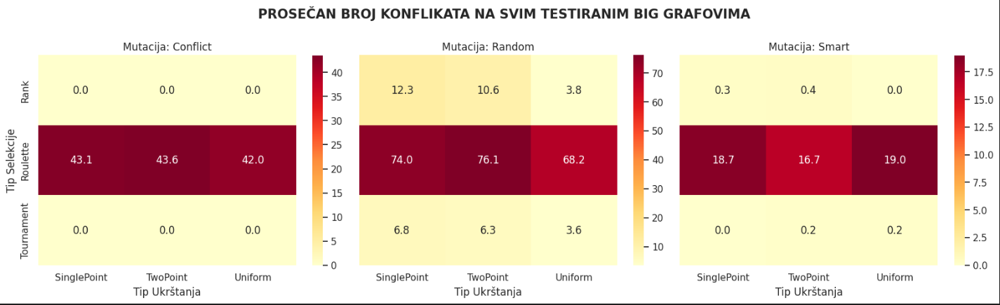 PROSEČAN BROJ KONFLIKATA NA SVIM TESTIRANIM BIG GRAFOVIMA
Mutacija: Conflict
Tip Selekcije
Rank
Roulette
Tournament
0.0 0.0 0.0
43.1 43.6 42.0
0.0 0.0 0.0
SinglePoint TwoPoint Uniform
Tip Ukrštanja
40
35
30
25
20
15
10
5
0
Mutacija: Random
12.3 10.6 3.8
74.0 76.1 68.2
6.8 6.3 3.6
SinglePoint TwoPoint Uniform
Tip Ukrštanja
70
60
50
40
30
20
10
Mutacija: Smart
0.3 0.4 0.0
18.7 16.7 19.0
0.0 0.2 0.2
SinglePoint TwoPoint Uniform
Tip Ukrštanja
17.5
15.0
12.5
10.0
7.5
5.0
2.5
0.0